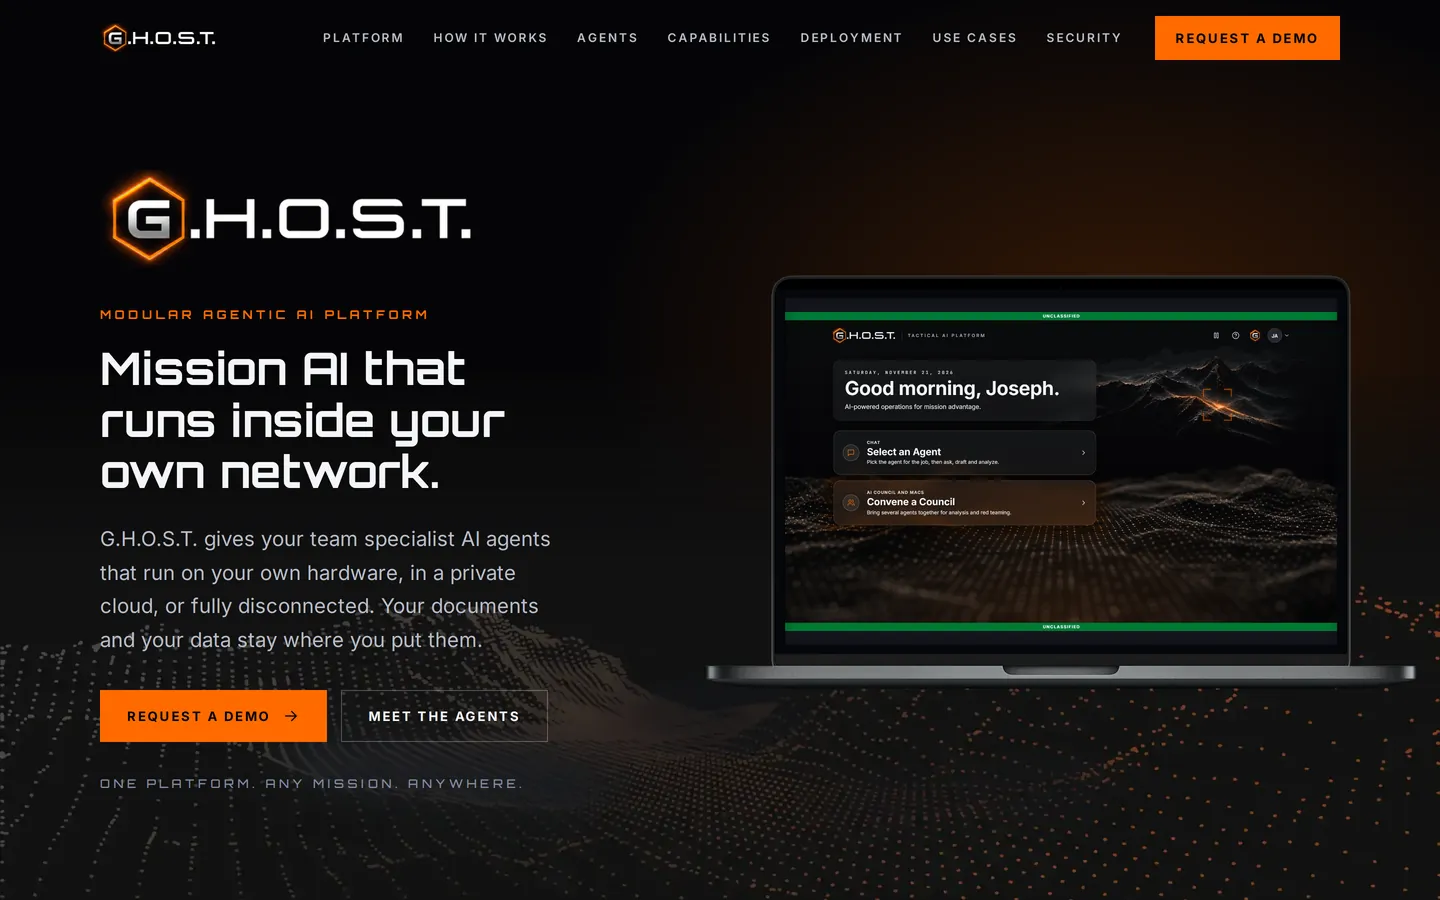 G.H.O.S.T.
PLATFORM
HOW IT WORKS
AGENTS
CAPABILITIES
DEPLOYMENT
USE CASES
SECURITY
REQUEST A DEMO
G.H.O.S.T.
MODULAR AGENTIC AI PLATFORM
Mission AI that
runs inside your
own network.
G.H.O.S.T. gives your team specialist AI agents
that run on your own hardware, in a private
cloud, or fully disconnected. Your documents
and your data stay where you put them.
REQUEST A DEMO →
MEET THE AGENTS
ONE PLATFORM. ANY MISSION. ANYWHERE.
UNCLASSIFIED
G.H.O.S.T. TACTICAL AI PLATFORM
G
JA
SATURDAY, NOVEMBER 21, 2026
Good morning, Joseph.
AI-powered operations for mission advantage.
CHAT
Select an Agent
Pick the agent for the job, then ask, draft and analyze.
AI COUNCIL AND MACS
Convene a Council
Bring several agents together for analysis and red teaming.
UNCLASSIFIED